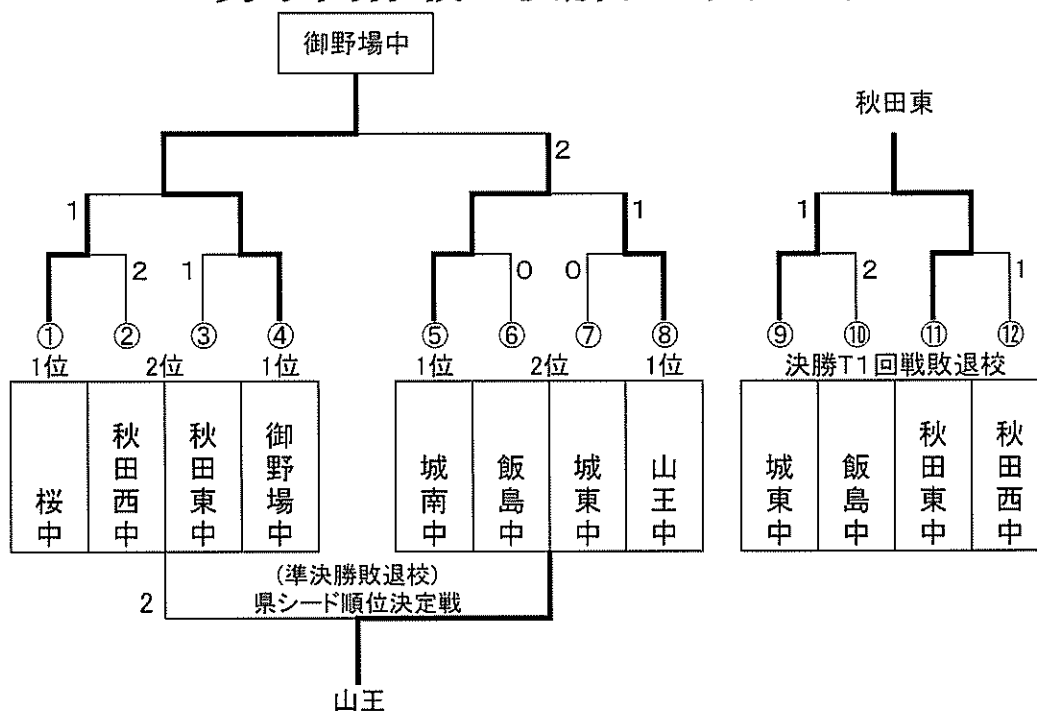 御野場中
秋田東
2
1
1
1
2
1
0
0
2
1
① ② ③ ④ ⑤ ⑥ ⑦ ⑧ ⑨ ⑩ ⑪ ⑫
1位 2位 1位 1位 2位 1位 決勝T1回戦敗退校
桜中
秋田西中
秋田東中
御野場中
城南中
飯島中
城東中
山王中
城東中
飯島中
秋田東中
秋田西中
(準決勝敗退校)
2 県シード順位決定戦
山王